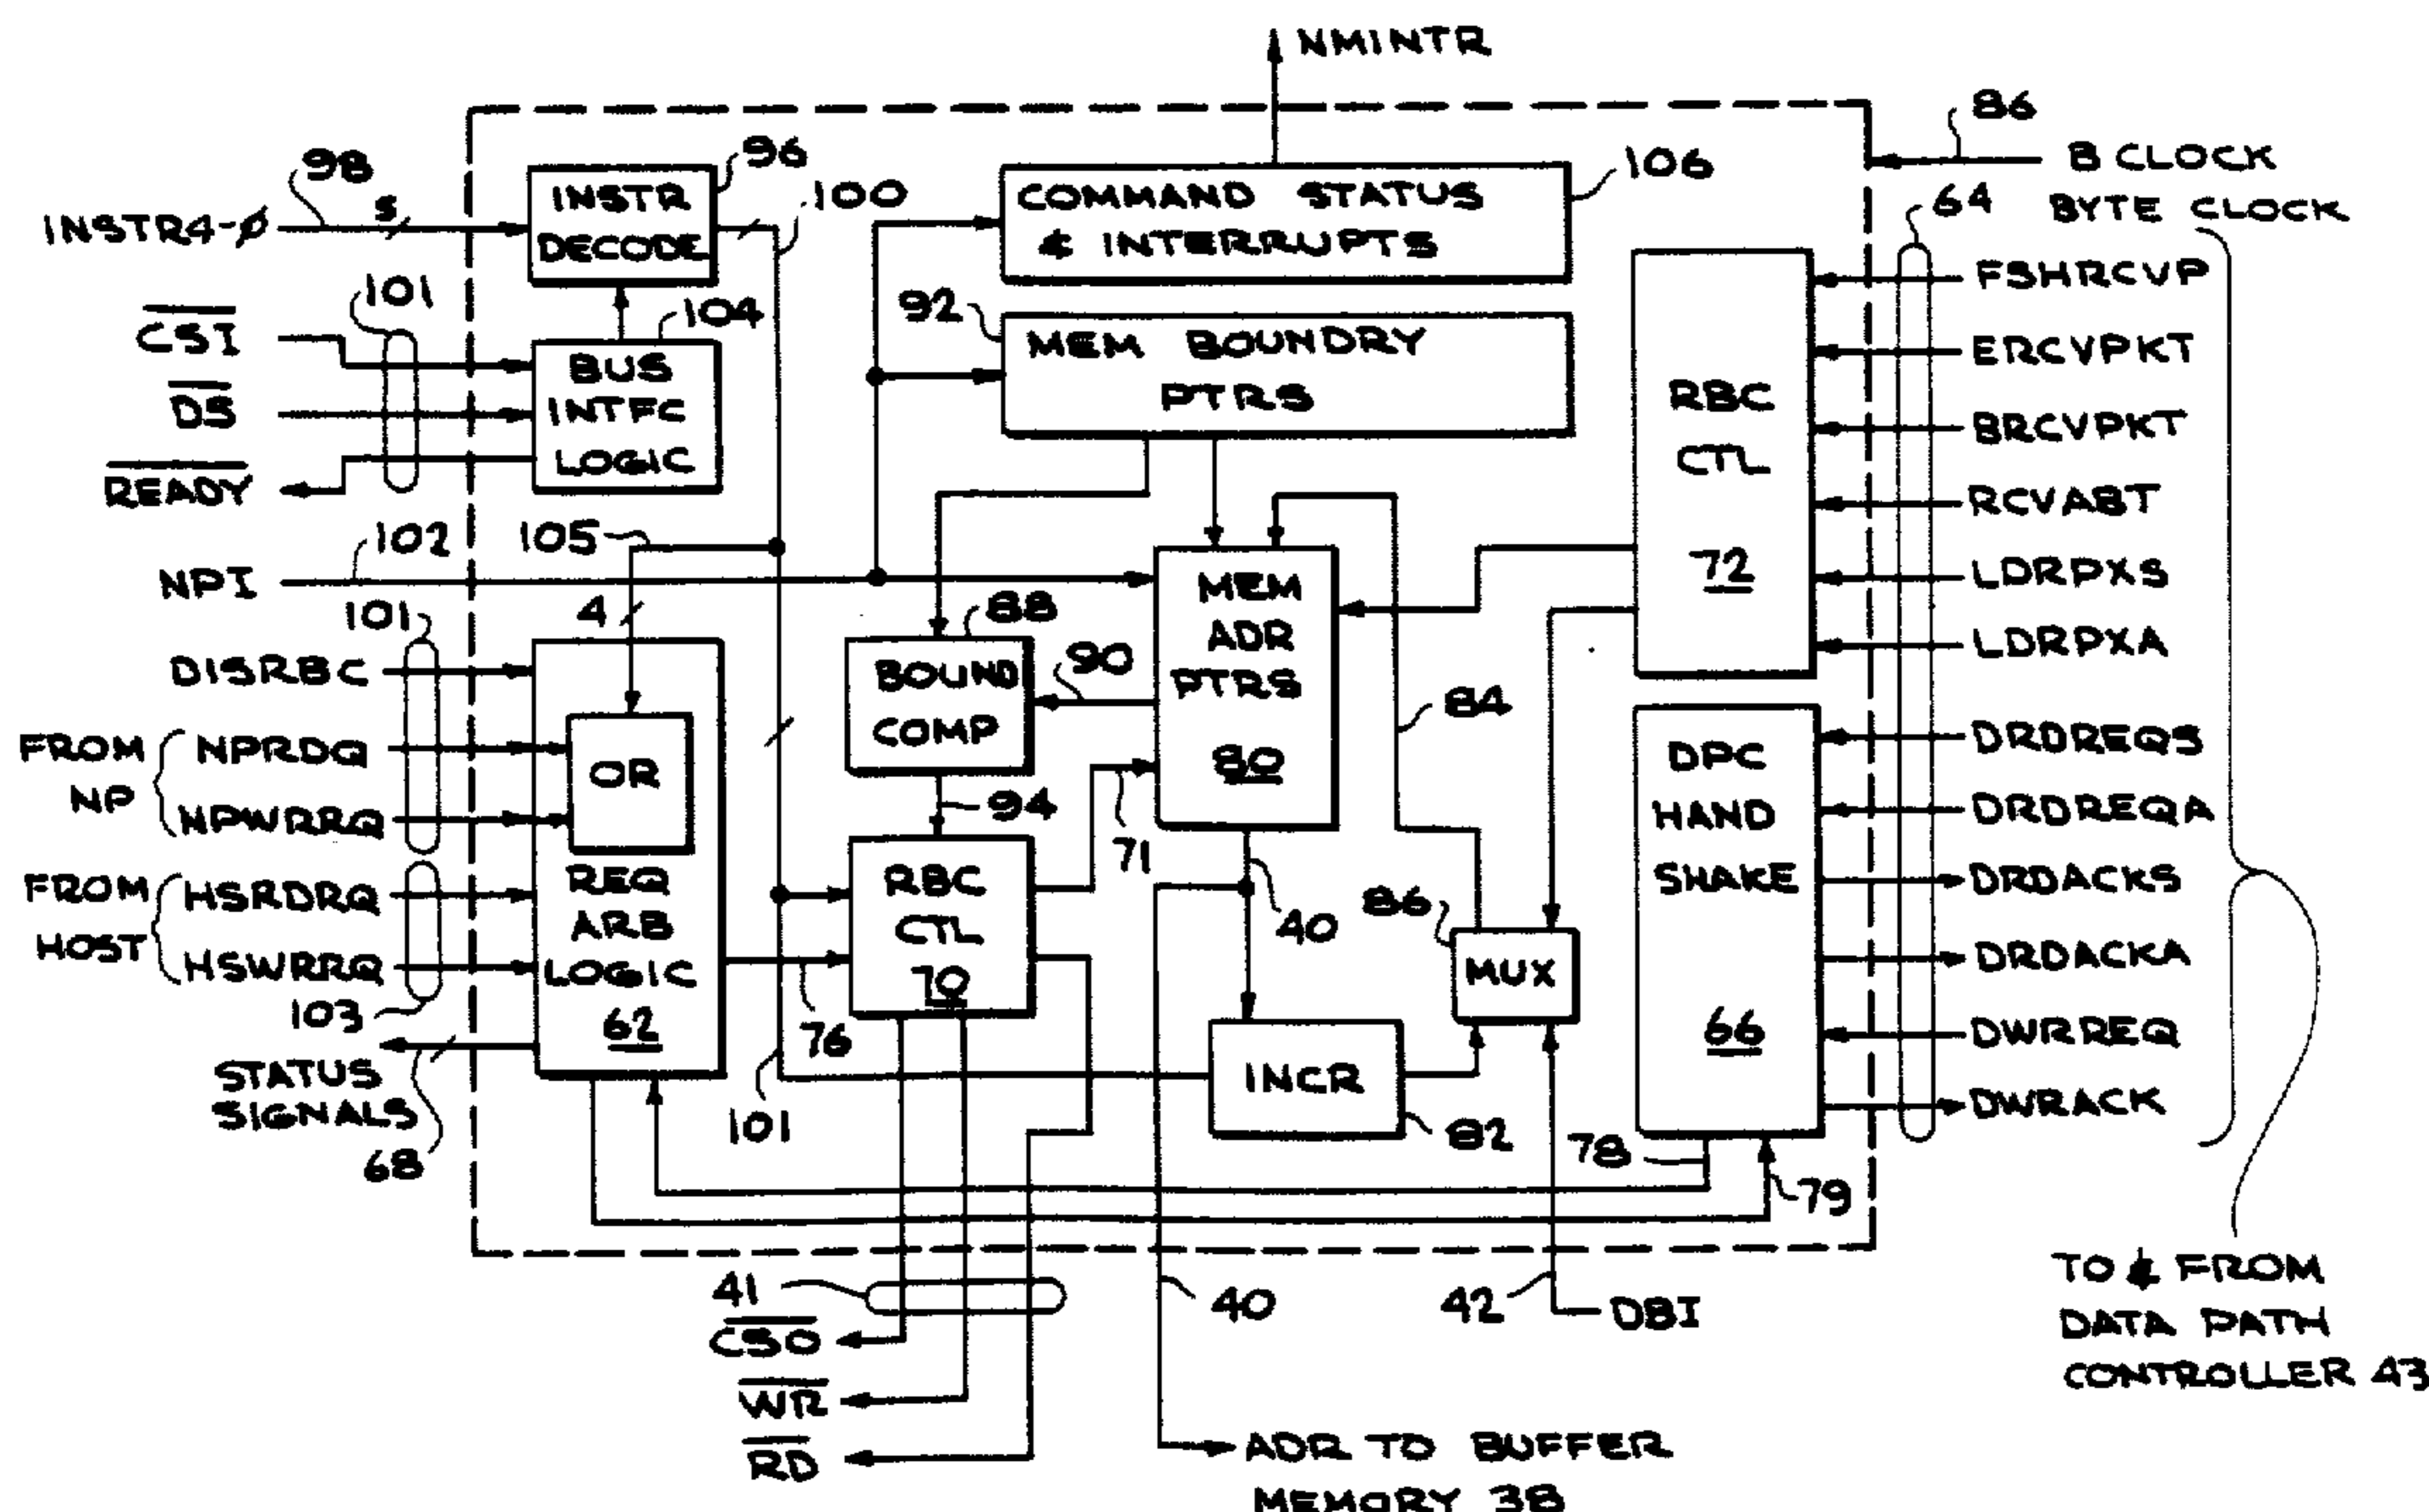 NMINTR
86
B CLOCK
BYTE CLOCK
98
INSTR4-Ø
5
INSTR
DECODE
96
100
COMMAND STATUS
& INTERRUPTS
106
64
101
CSI
DS
READY
BUS
INTFC
LOGIC
104
92
MEM BOUNDRY
PTRS
RBC
CTL
72
FSHRCVP
ERCVPKT
BRCVPKT
RCVABT
LDRPXS
LDRPXA
102
NPI
105
4
101
DISRBC
FROM
NP
NPRDQ
NPWRRQ
FROM
HOST
HSRDRQ
HSWRRQ
103
STATUS
SIGNALS
68
OR
REQ
ARB
LOGIC
62
88
BOUND
COMP
90
94
MEM
ADR
PTRS
80
84
71
RBC
CTL
70
76
101
40
86
MUX
INCR
82
DPC
HAND
SHAKE
66
DRDREQS
DRDREQA
DRDACKS
DRDACKA
DWRREQ
DWRACK
78
79
41
CSO
WR
RD
40
42
DBI
ADR TO BUFFER
MEMORY 38
TO & FROM
DATA PATH
CONTROLLER 43